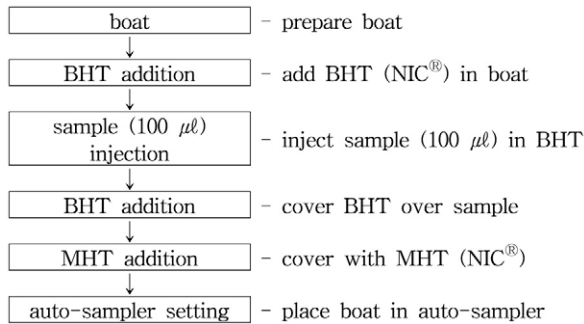 boat – prepare boat
BHT addition – add BHT (NIC®) in boat
sample (100 μℓ)
injection – inject sample (100 μℓ) in BHT
BHT addition – cover BHT over sample
MHT addition – cover with MHT (NIC®)
auto-sampler setting – place boat in auto-sampler